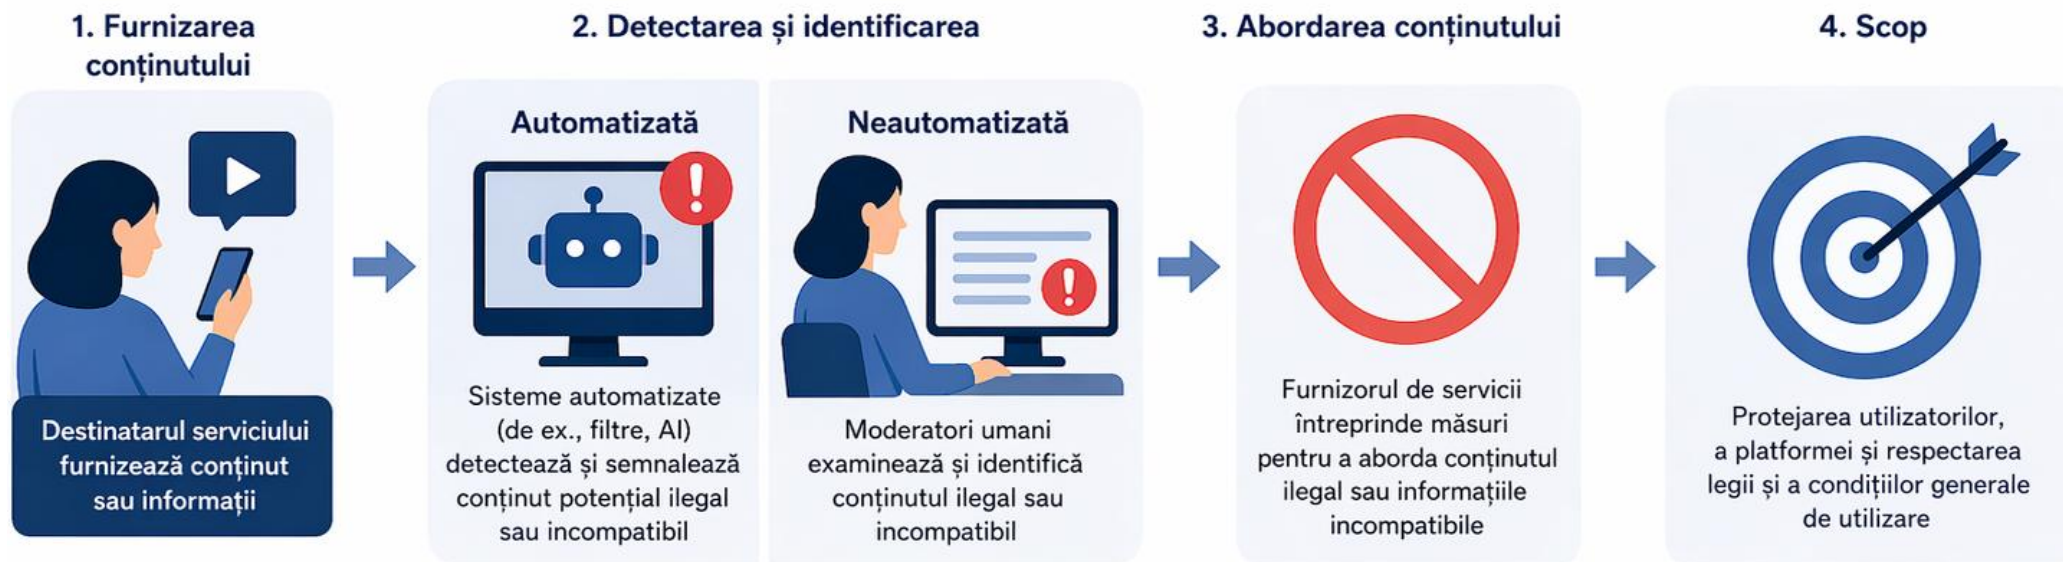 1. Furnizarea
conținutului
Destinatarul serviciului
furnizează conținut
sau informații
2. Detectarea și identificarea
Automatizată
Sisteme automatizate
(de ex., filtre, AI)
detectează și semnalează
conținut potențial ilegal
sau incompatibil
Neautomatizată
Moderatori umani
examinează și identifică
conținutul ilegal sau
incompatibil
3. Abordarea conținutului
Furnizorul de servicii
întreprinde măsuri
pentru a aborda conținutul
ilegal sau informațiile
incompatibile
4. Scop
Protejarea utilizatorilor,
a platformei și respectarea
legii și a condițiilor generale
de utilizare